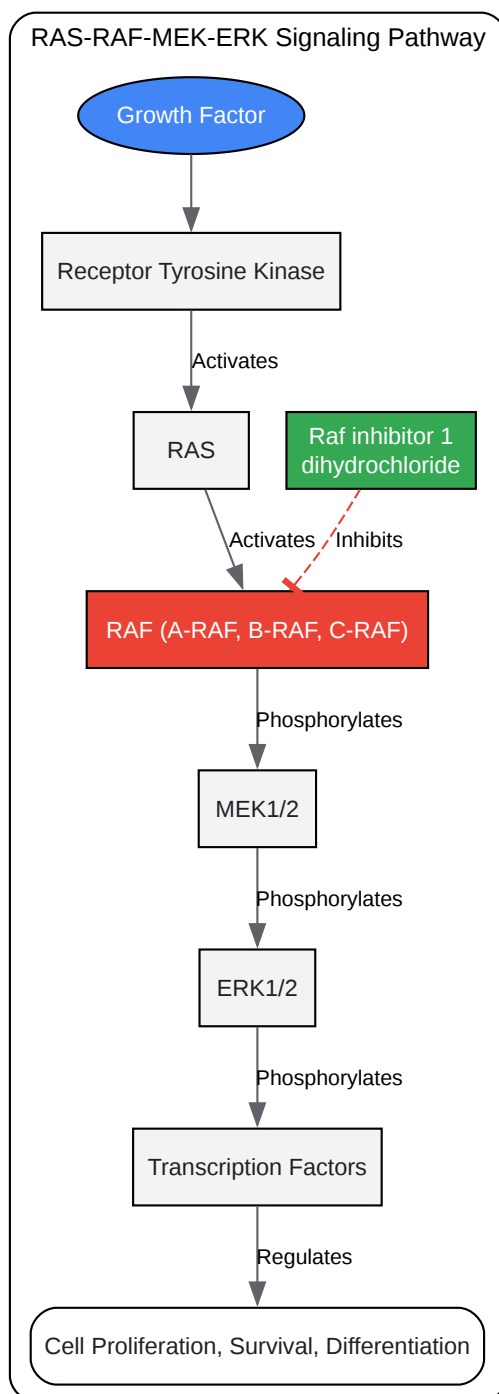 RAS-RAF-MEK-ERK Signaling Pathway
Growth Factor
Receptor Tyrosine Kinase
Activates
RAS
Raf inhibitor 1
dihydrochloride
Activates
Inhibits
RAF (A-RAF, B-RAF, C-RAF)
Phosphorylates
MEK1/2
Phosphorylates
ERK1/2
Phosphorylates
Transcription Factors
Regulates
Cell Proliferation, Survival, Differentiation